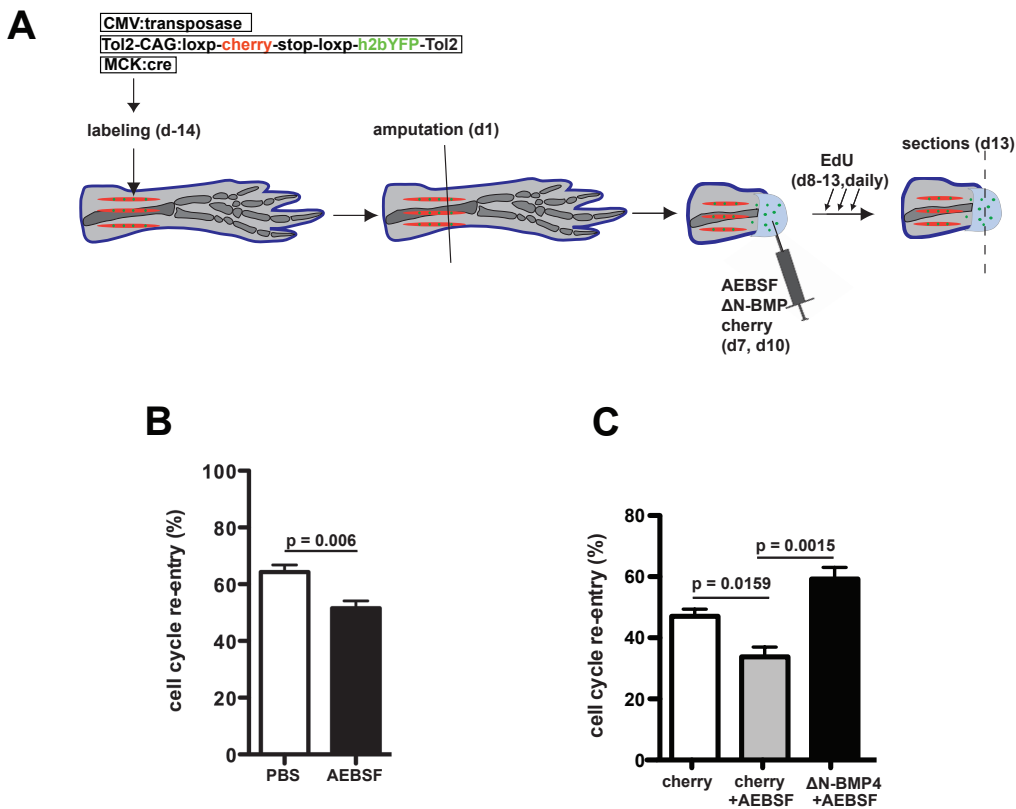 A
CMV:transposase
Tol2-CAG:loxp-cherry-stop-loxp-h2bYFP-Tol2
MCK:cre
labeling (d-14)
amputation (d1)
EdU
(d8-13,daily)
sections (d13)
AEBSF
ΔN-BMP
cherry
(d7, d10)
B
cell cycle re-entry (%)
100
80
60
40
20
0
p = 0.006
PBS
AEBSF
C
cell cycle re-entry (%)
80
60
40
20
0
p = 0.0159
p = 0.0015
cherry
cherry
+AEBSF
ΔN-BMP4
+AEBSF